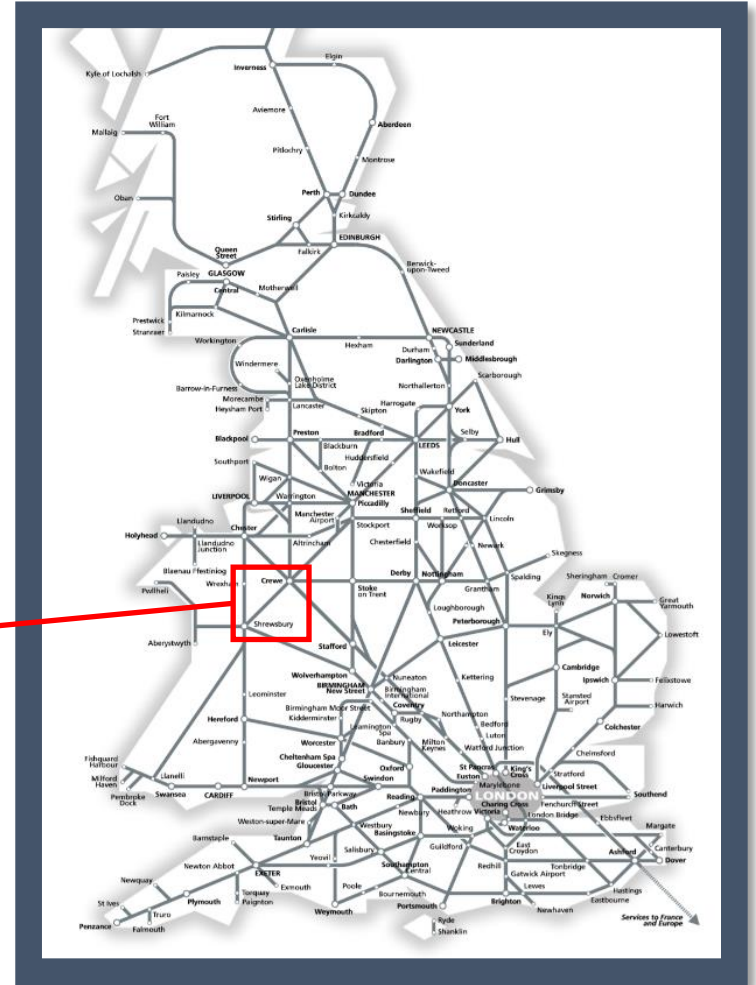 Kyle of Lochalsh
Inverness
Elgin
Aviemore
Fort
William
Mallaig
Aberdeen
Pitlochry
Montrose
Oban
Perth
Dundee
Stirling
Kirkcaldy
Queen
Street
Falkirk
EDINBURGH
Berwick-
upon-Tweed
Paisley
GLASGOW
Central
Motherwell
Prestwick
Stranraer
Kilmarnock
Carlisle
NEWCASTLE
Workington
Hexham
Sunderland
Durham
Darlington
Middlesbrough
Windermere
Oxenholme
Lake District
Scarborough
Barrow-in-Furness
Northallerton
Morecambe
Heysham Port
Lancaster
Harrogate
Skipton
York
Blackpool
Preston
Bradford
LEEDS
Selby
Hull
Blackburn
Southport
Bolton
Huddersfield
Wakefield
Wigan
Victoria
Doncaster
Grimsby
LIVERPOOL
Warrington
MANCHESTER
Piccadilly
Sheffield
Retford
Manchester
Airport
Stockport
Worksop
Lincoln
Llandudno
Holyhead
Chester
Llandudno
Junction
Altrincham
Chesterfield
Newark
Skegness
Blaenau Ffestiniog
Wrexham
Crewe
Stoke
on Trent
Derby
Nottingham
Grantham
Spalding
Sheringham
Cromer
Pwllheli
Kings
Lynn
Norwich
Great
Yarmouth
Loughborough
Peterborough
Shrewsbury
Aberystwyth
Stafford
Leicester
Ely
Lowestoft
Wolverhampton
BIRMINGHAM
New Street
Nuneaton
Birmingham
International
Kettering
Cambridge
Ipswich
Felixstowe
Leominster
Birmingham Moor Street
Kidderminster
Coventry
Rugby
Northampton
Stevenage
Stansted
Airport
Harwich
Hereford
Leamington
Spa
Bedford
Colchester
Worcester
Banbury
Milton
Keynes
Luton
Abergavenny
Cheltenham Spa
Gloucester
Watford Junction
Chelmsford
Fishguard
Harbour
Milford
Haven
Pembroke
Dock
Llanelli
Swansea
CARDIFF
Newport
Oxford
Swindon
St Pancras
Euston
King's
Cross
Stratford
Bristol Parkway
Bristol
Temple Meads
Bath
Reading
Paddington
Marylebone
LONDON
Liverpool Street
Southend
Charing Cross
Fenchurch Street
Newbury
Heathrow
Victoria
London Bridge
Ebbsfleet
Weston-super-Mare
Westbury
Basingstoke
Woking
Waterloo
Margate
Barnstaple
Taunton
Salisbury
Guildford
East
Croydon
Canterbury
Ashford
Dover
Yeovil
Southampton
Central
Redhill
Tonbridge
Newton Abbot
EXETER
Gatwick Airport
Newquay
Exmouth
Poole
Bournemouth
Lewes
Hastings
Eastbourne
St Ives
Plymouth
Torquay
Paignton
Weymouth
Portsmouth
Brighton
Newhaven
Truro
Penzance
Falmouth
Ryde
Shanklin
Services to France
and Europe